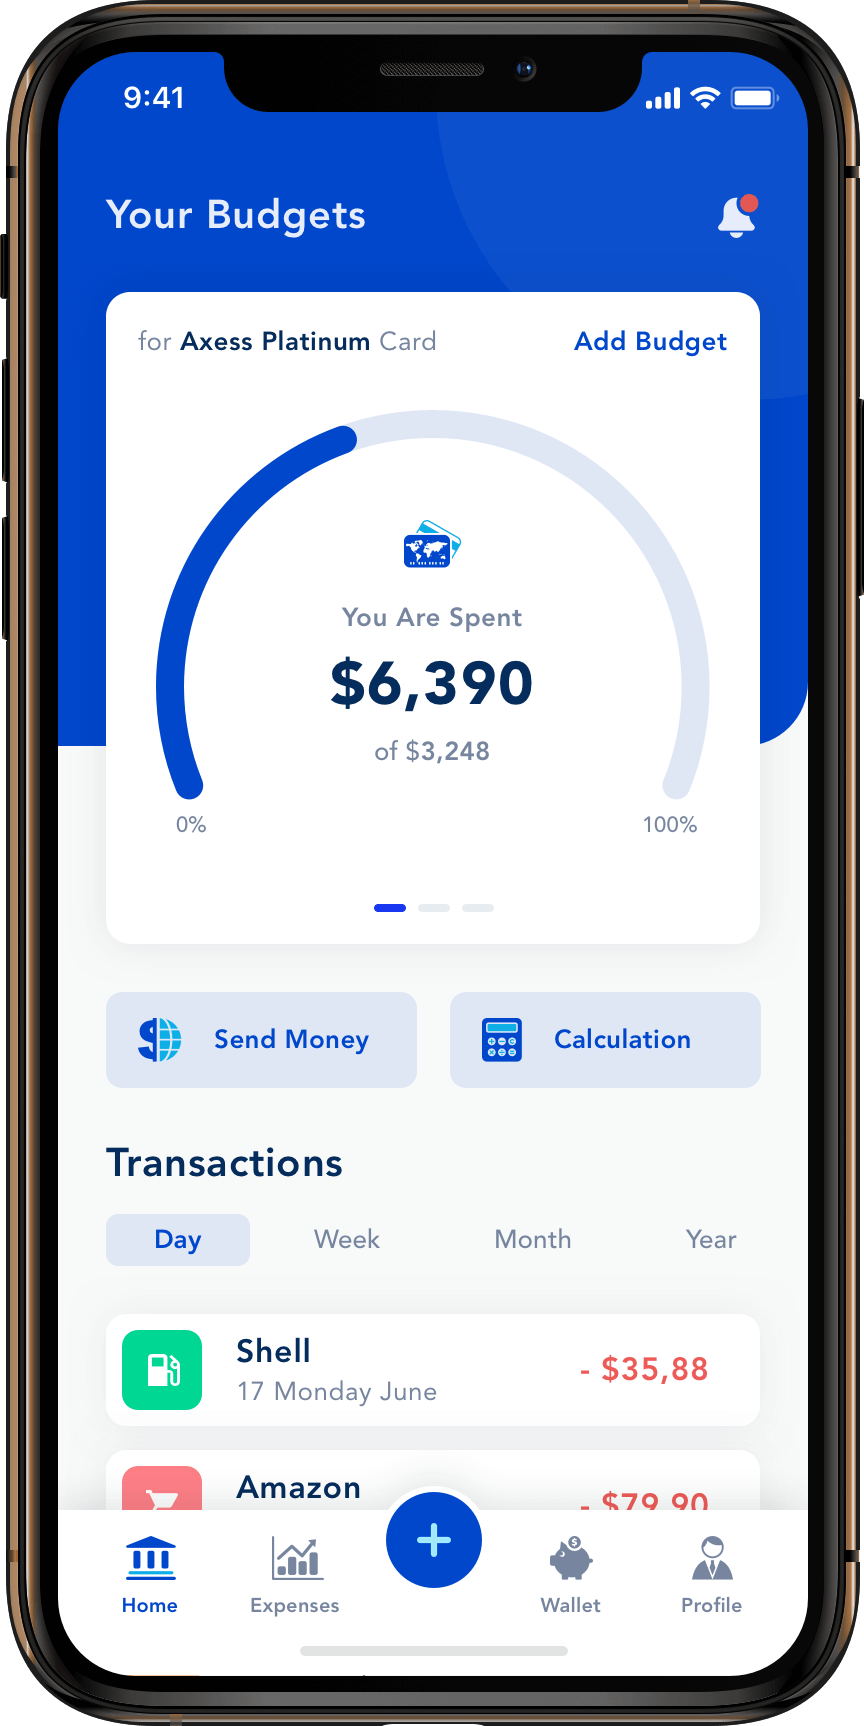 9:41
Your Budgets
for Axess Platinum Card
Add Budget
You Are Spent
$6,390
of $3,248
0%
100%
Send Money
Calculation
Transactions
Day
Week
Month
Year
Shell
17 Monday June
- $35,88
Amazon
- $79,90
Home
Expenses
Wallet
Profile